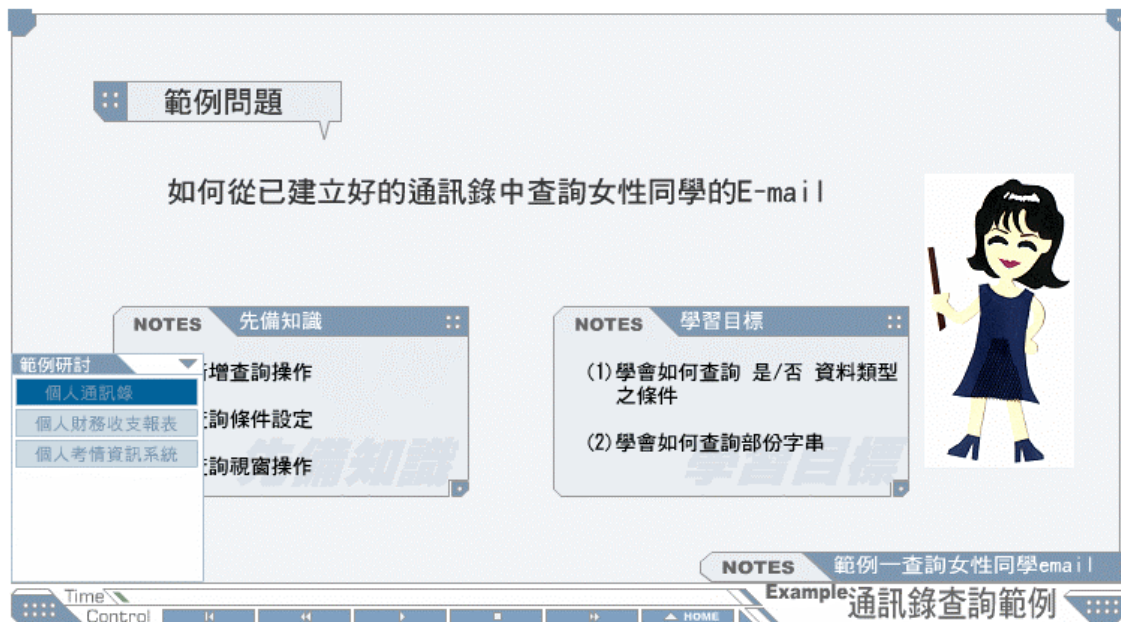 範例問題
如何從已建立好的通訊錄中查詢女性同學的E-mail
NOTES 先備知識
增查詢操作
詢條件設定
詢視窗操作
先備知識
NOTES 學習目標
(1)學會如何查詢 是/否 資料類型
之條件
(2)學會如何查詢部份字串
學習目標
範例研討
個人通訊錄
個人財務收支報表
個人考情資訊系統
NOTES 範例一查詢女性同學email
Time
Control
HOME
Example
通訊錄查詢範例